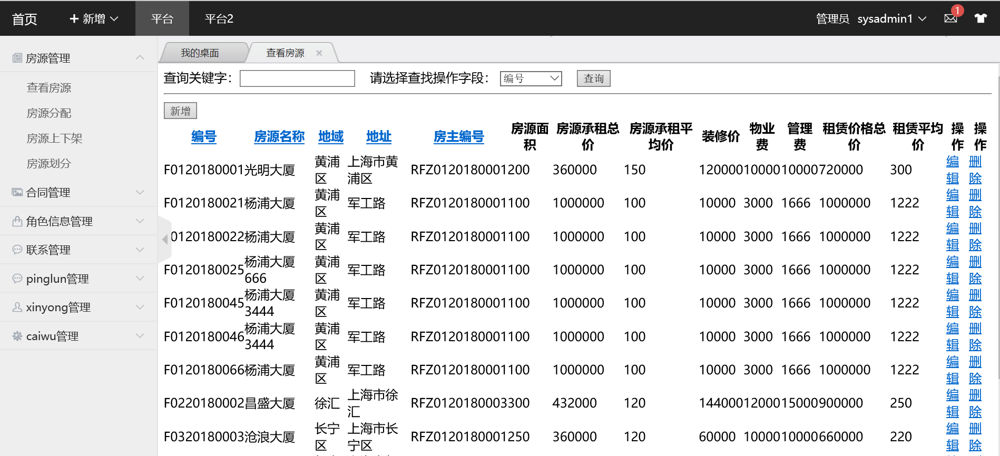 首页 新增 平台 平台2 管理员 sysadmin1 1
房源管理
查看房源
房源分配
房源上下架
房源划分
合同管理
角色信息管理
联系管理
pinglun管理
xinyong管理
caiwu管理
我的桌面 查看房源
查询关键字： 请选择查找操作字段： 编号 查询
新增
编号 房源名称 地域 地址 房主编号 房源面积 房源承租总价 房源承租平均价 装修价 物业费 管理费 租赁价格总价 租赁平均价 操作 操作
F0120180001 光明大厦 黄浦区 上海市黄浦区 RFZ0120180001 200 360000 150 120000 10000 10000 720000 300 编辑 删除
F0120180021 杨浦大厦 黄浦区 军工路 RFZ0120180001 100 1000000 100 10000 3000 1666 1000000 1222 编辑 删除
0120180022 杨浦大厦 黄浦区 军工路 RFZ0120180001 100 1000000 100 10000 3000 1666 1000000 1222 编辑 删除
F0120180025 杨浦大厦666 黄浦区 军工路 RFZ0120180001 100 1000000 100 10000 3000 1666 1000000 1222 编辑 删除
F0120180045 杨浦大厦3444 黄浦区 军工路 RFZ0120180001 100 1000000 100 10000 3000 1666 1000000 1222 编辑 删除
F0120180046 杨浦大厦3444 黄浦区 军工路 RFZ0120180001 100 1000000 100 10000 3000 1666 1000000 1222 编辑 删除
F0120180066 杨浦大厦 黄浦区 军工路 RFZ0120180001 100 1000000 100 10000 3000 1666 1000000 1222 编辑 删除
F0220180002 昌盛大厦 徐汇 上海市徐汇 RFZ0120180003 300 432000 120 144000 12000 15000 900000 250 编辑 删除
F0320180003 沧浪大厦 长宁区 上海市长宁区 RFZ0120180001 250 360000 120 60000 10000 10000 660000 220 编辑 删除